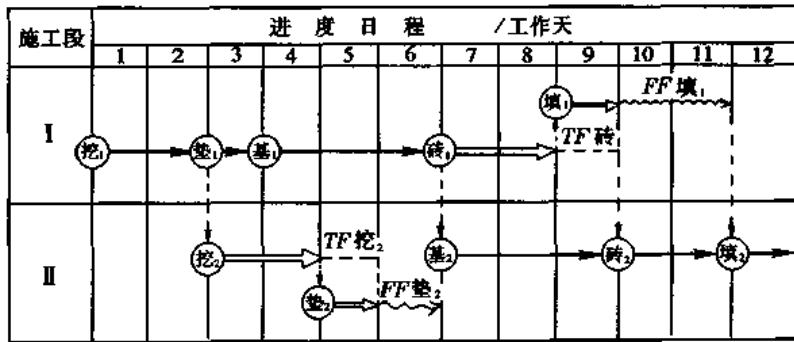 施工段 进度日程 /工作天
1 2 3 4 5 6 7 8 9 10 11 12
填₁ FF填₁
I 挖₁ 垫₁ 基₁ 砖₁ TF砖
II 挖₂ TF挖₂ 基₂ 砖₂ 填₂
垫₂ FF垫₂